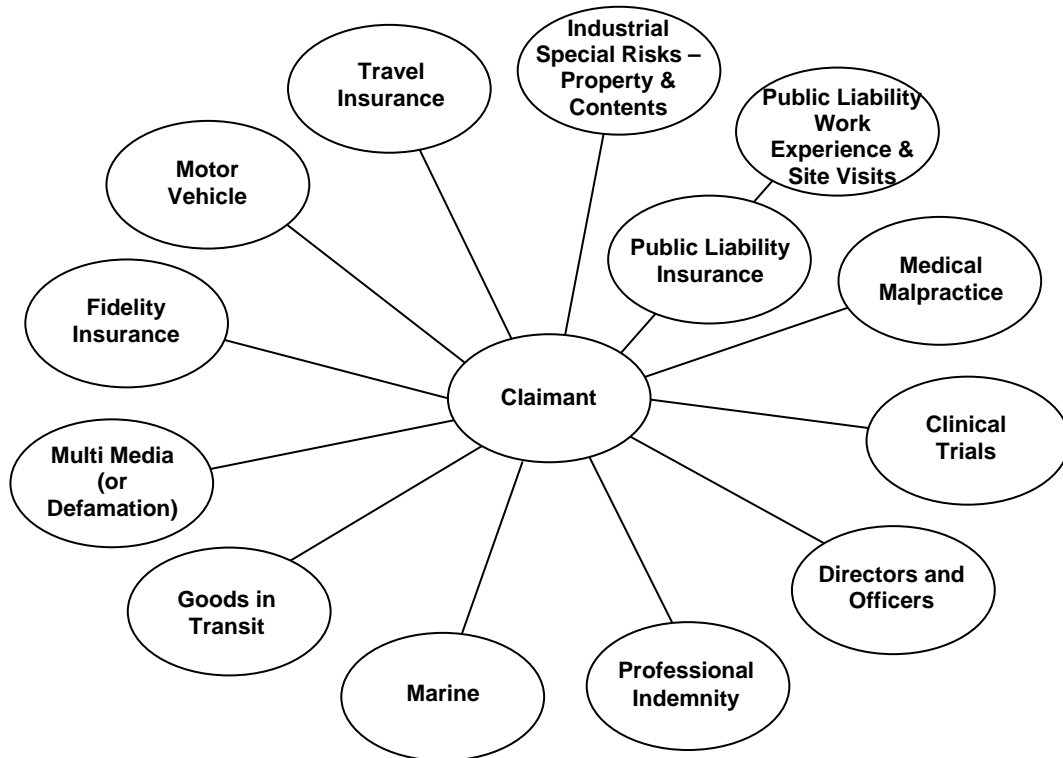 Industrial
Special Risks –
Property &
Contents
Travel
Insurance
Public Liability
Work
Experience &
Site Visits
Motor
Vehicle
Public Liability
Insurance
Medical
Malpractice
Fidelity
Insurance
Claimant
Clinical
Trials
Multi Media
(or
Defamation)
Directors and
Officers
Goods in
Transit
Professional
Indemnity
Marine